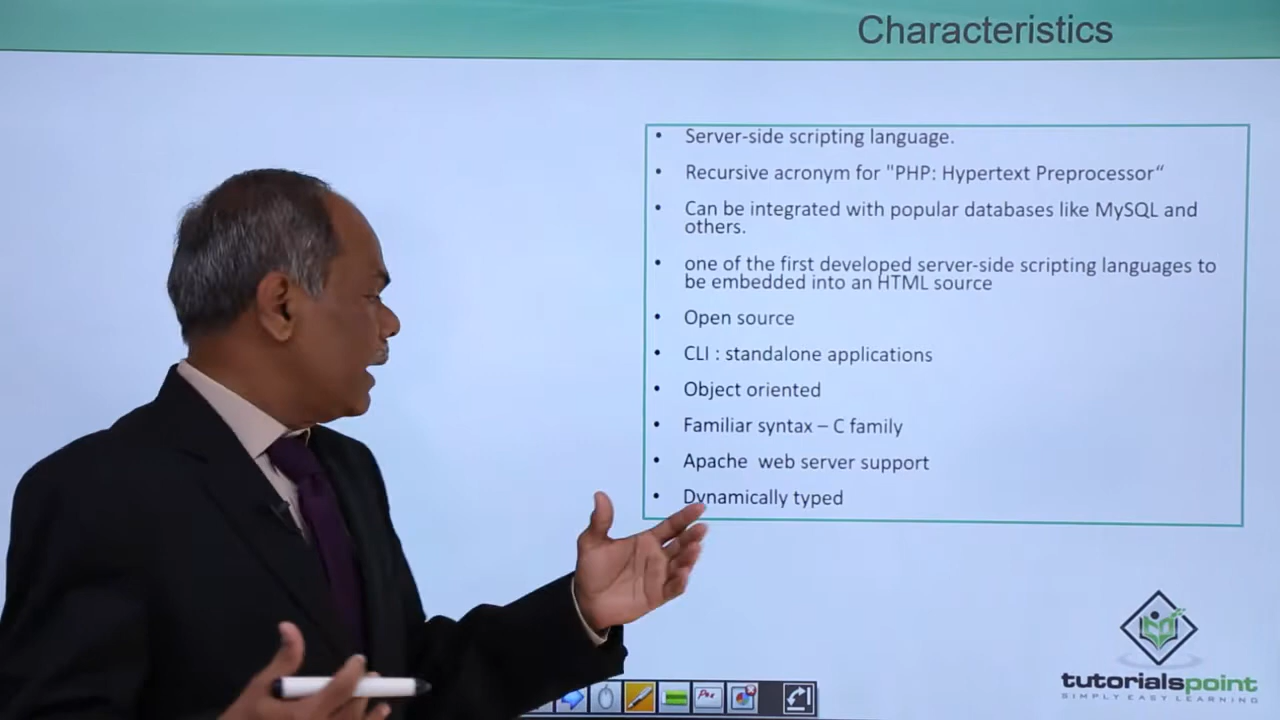 Characteristics
• Server-side scripting language.
• Recursive acronym for "PHP: Hypertext Preprocessor“
• Can be integrated with popular databases like MySQL and
others.
• one of the first developed server-side scripting languages to
be embedded into an HTML source
• Open source
• CLI : standalone applications
• Object oriented
• Familiar syntax – C family
• Apache  web server support
• Dynamically typed
tutorialspoint
SIMPLY EASY LEARNING